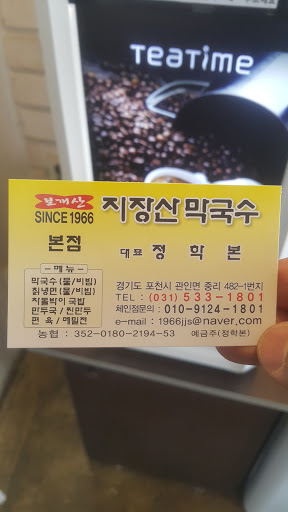 TEATIME
보개산
SINCE 1966
지장산 막국수
본점
대표 정 학 본
- 메뉴 -
막국수 (물/비빔)
칡냉면 (물/비빔)
차돌박이 국밥
만두국 / 찐만두
편 육 / 메밀전
경기도 포천시 관인면 중리 482-1번지
TEL : (031) 533-1801
체인점문의 : 010-9124-1801
e-mail : 1966jjs@naver.com
농협 : 352-0180-2194-53 예금주(정학본)